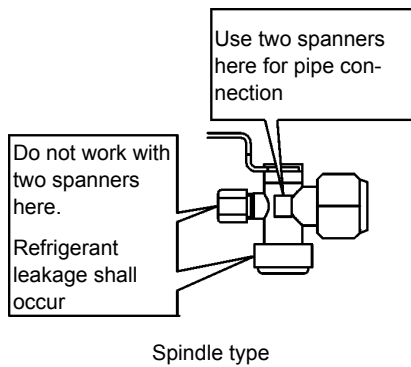 Use two spanners
here for pipe con-
nection
Do not work with
two spanners
here.
Refrigerant
leakage shall
occur
Spindle type